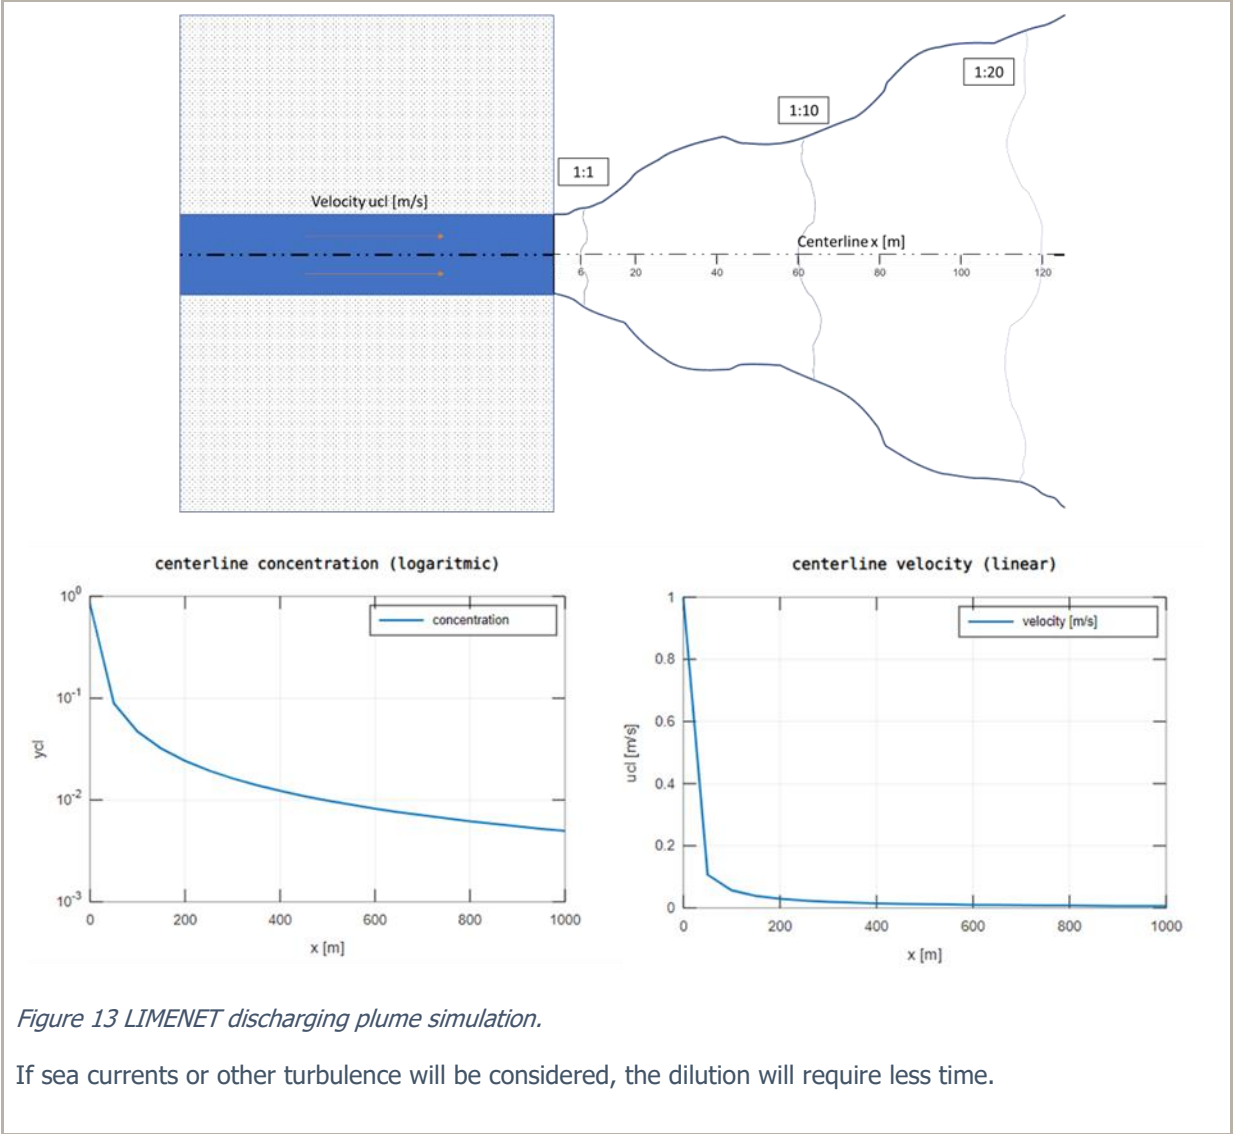 1:20
1:10
1:1
Velocity ucl [m/s]
Centerline x [m]
6 20 40 60 80 100 120
centerline concentration (logaritmic)
10^0
concentration
10^-1
ycl
10^-2
10^-3
0 200 400 600 800 1000
x [m]
centerline velocity (linear)
1
velocity [m/s]
0.8
0.6
ucl [m/s]
0.4
0.2
0
0 200 400 600 800 1000
x [m]
Figure 13 LIMENET discharging plume simulation.
If sea currents or other turbulence will be considered, the dilution will require less time.